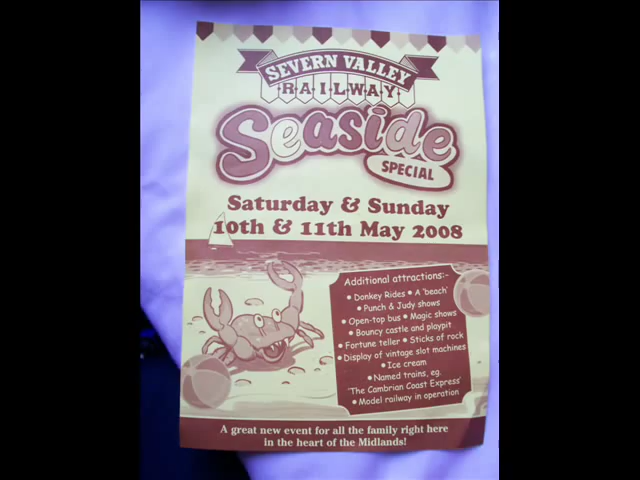 SEVERN VALLEY
RAILWAY
Seaside
SPECIAL
Saturday & Sunday
10th & 11th May 2008
Additional attractions:-
• Donkey Rides • A 'beach'
• Punch & Judy shows
• Open-top bus • Magic shows
• Bouncy castle and playpit
• Fortune teller • Sticks of rock
• Display of vintage slot machines
• Ice cream
• Named trains, eg.
'The Cambrian Coast Express'
• Model railway in operation
A great new event for all the family right here
in the heart of the Midlands!